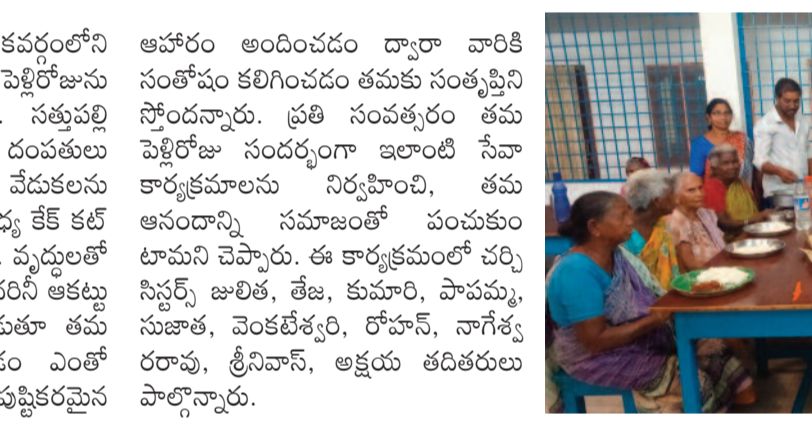 కవర్గంలోని
పెళ్లిరోజును
సత్తుపల్లి
దంపతులు
వేడుకలను
కేక్ కట్
వృద్ధులతో
ఆకట్టు
తమ
ఎంతో
పుష్టికరమైన
ఆహారం అందించడం ద్వారా వారికి
సంతోషం కలిగించడం తమకు సంతృప్తిని
స్తోందన్నారు. ప్రతి సంవత్సరం తమ
పెళ్లిరోజు సందర్భంగా ఇలాంటి సేవా
కార్యక్రమాలను నిర్వహించి, తమ
ఆనందాన్ని సమాజంతో పంచుకుం
టామని చెప్పారు. ఈ కార్యక్రమంలో చర్చి
సిస్టర్స్ జులిత, తేజ, కుమారి, పాపమ్మ,
సుజాత, వెంకటేశ్వరి, రోహన్, నాగేశ్వ
రరావు, శ్రీనివాస్, అక్షయ తదితరులు
పాల్గొన్నారు.